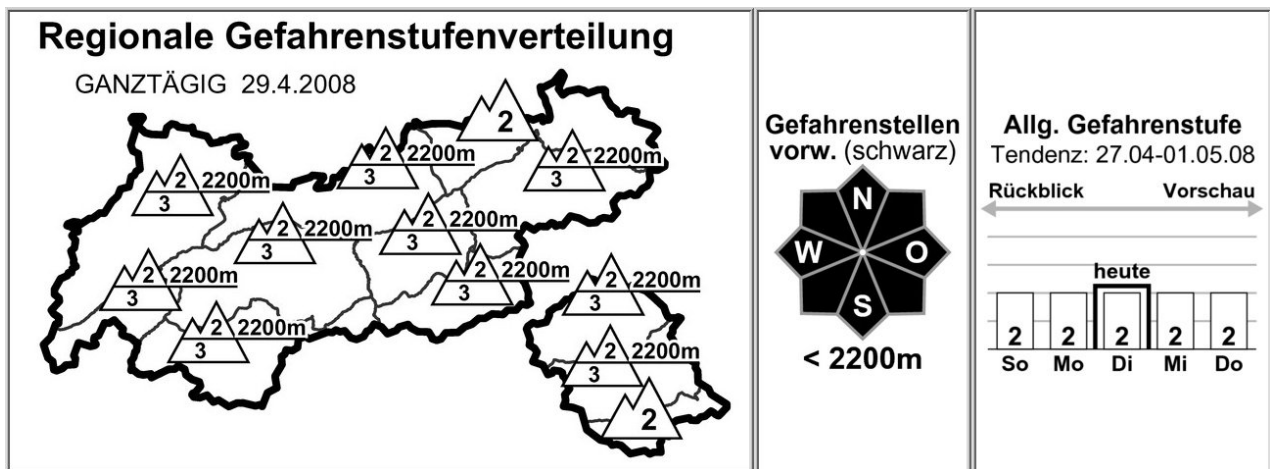 Regionale Gefahrenstufenverteilung
GANZTÄGIG 29.4.2008
2
2 2200m
3
2 2200m
3
2 2200m
3
2 2200m
3
2 2200m
3
2 2200m
3
2 2200m
3
2 2200m
3
2 2200m
3
2 2200m
3
2
Gefahrenstellen
vorw. (schwarz)
N
W O
S
< 2200m
Allg. Gefahrenstufe
Tendenz: 27.04-01.05.08
Rückblick Vorschau
heute
2 2 2 2 2
So Mo Di Mi Do